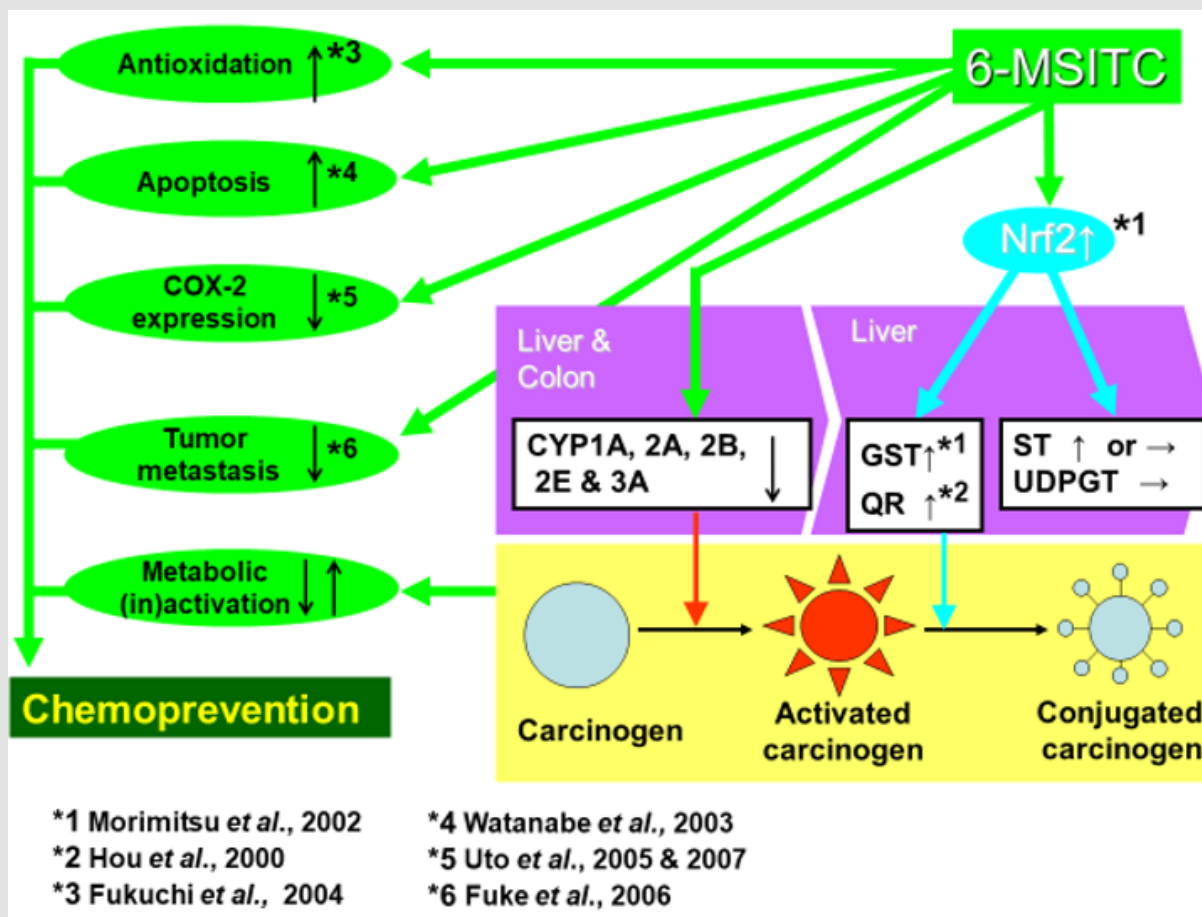 Antioxidation ↑*3
6-MSITC
Apoptosis ↑*4
Nrf2↑ *1
COX-2
expression ↓*5
Liver &
Colon
Liver
Tumor
metastasis ↓*6
CYP1A, 2A, 2B,
2E & 3A ↓
GST↑*1
QR ↑*2
ST ↑ or →
UDPGT →
Metabolic
(in)activation ↓↑
Chemoprevention
Carcinogen
Activated
carcinogen
Conjugated
carcinogen
*1 Morimitsu et al., 2002
*2 Hou et al., 2000
*3 Fukuchi et al., 2004
*4 Watanabe et al., 2003
*5 Uto et al., 2005 & 2007
*6 Fuke et al., 2006